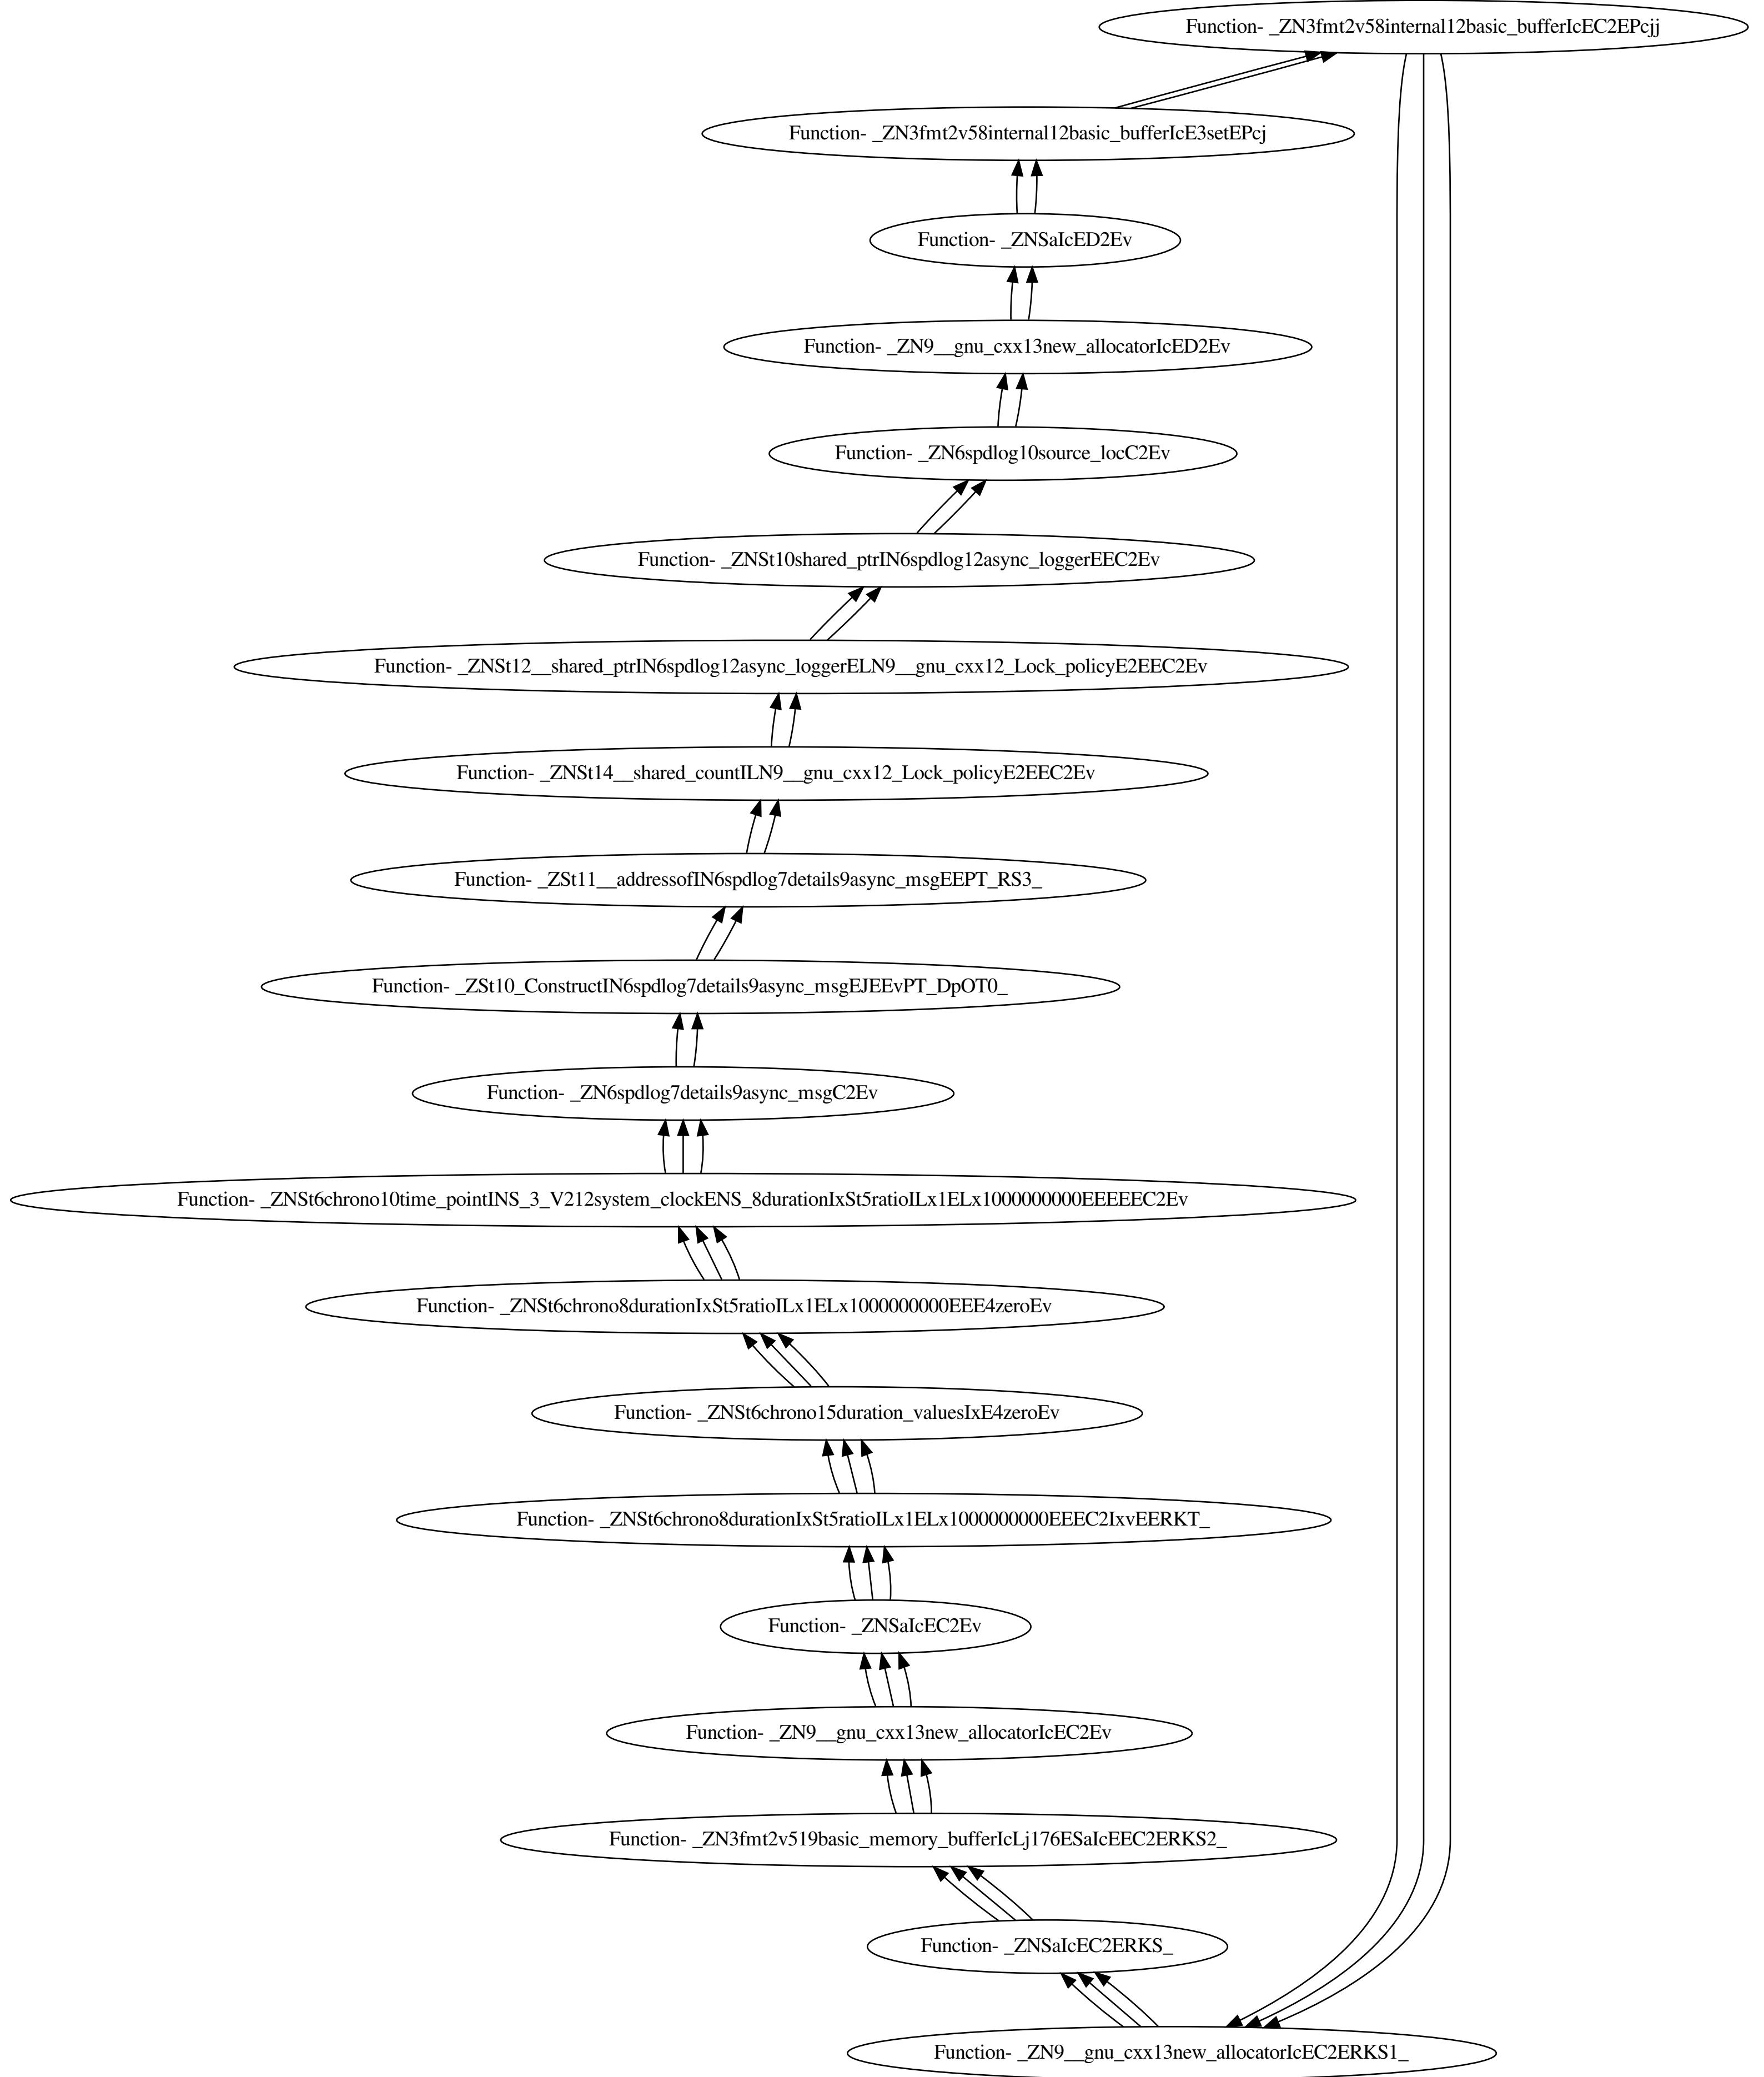 Function- _ZN3fmt2v58internal12basic_bufferIcEC2EPcjj
Function- _ZN3fmt2v58internal12basic_bufferIcE3setEPcj
Function- _ZNSaIcED2Ev
Function- _ZN9__gnu_cxx13new_allocatorIcED2Ev
Function- _ZN6spdlog10source_locC2Ev
Function- _ZNSt10shared_ptrIN6spdlog12async_loggerEEC2Ev
Function- _ZNSt12__shared_ptrIN6spdlog12async_loggerELN9__gnu_cxx12_Lock_policyE2EEC2Ev
Function- _ZNSt14__shared_countILN9__gnu_cxx12_Lock_policyE2EEC2Ev
Function- _ZSt11__addressofIN6spdlog7details9async_msgEEPT_RS3_
Function- _ZSt10_ConstructIN6spdlog7details9async_msgEJEEvPT_DpOT0_
Function- _ZN6spdlog7details9async_msgC2Ev
Function- _ZNSt6chrono10time_pointINS_3_V212system_clockENS_8durationIxSt5ratioILx1ELx1000000000EEEEEC2Ev
Function- _ZNSt6chrono8durationIxSt5ratioILx1ELx1000000000EEE4zeroEv
Function- _ZNSt6chrono15duration_valuesIxE4zeroEv
Function- _ZNSt6chrono8durationIxSt5ratioILx1ELx1000000000EEEC2IxvEERKT_
Function- _ZNSaIcEC2Ev
Function- _ZN9__gnu_cxx13new_allocatorIcEC2Ev
Function- _ZN3fmt2v519basic_memory_bufferIcLj176ESaIcEEC2ERKS2_
Function- _ZNSaIcEC2ERKS_
Function- _ZN9__gnu_cxx13new_allocatorIcEC2ERKS1_